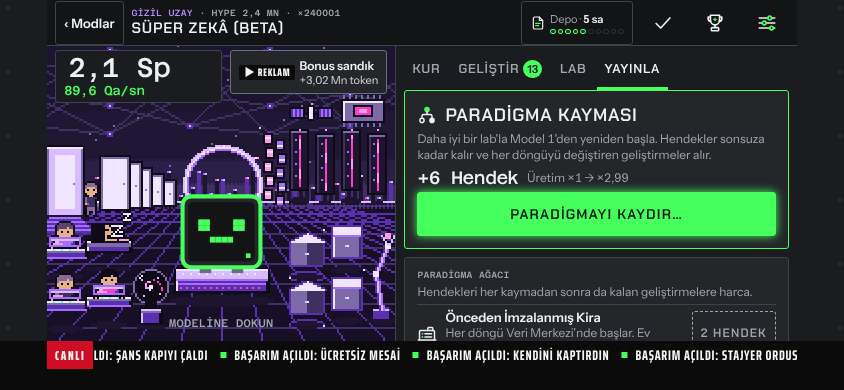 ‹ Modlar
GİZİL UZAY · HYPE 2,4 MN · ×240001
SÜPER ZEKÂ (BETA)
Depo · 5 sa
2,1 Sp
89,6 Qa/sn
REKLAM
Bonus sandık
+3,02 Mn token
z
z
MODELİNE DOKUN
KUR
GELİŞTİR 13
LAB
YAYINLA
PARADİGMA KAYMASI
Daha iyi bir lab'la Model 1'den yeniden başla. Hendekler sonsuza
kadar kalır ve her döngüyü değiştiren geliştirmeler alır.
+6 Hendek Üretim ×1 → ×2,99
PARADİGMAYI KAYDIR...
PARADİGMA AĞACI
Hendekleri her kaymadan sonra da kalan geliştirmelere harca.
Önceden İmzalanmış Kira
Her döngü Veri Merkezi'nde başlar. Ev
2 HENDEK
CANLI LDI: ŞANS KAPIYI ÇALDI ■ BAŞARIM AÇILDI: ÜCRETSİZ MESAİ ■ BAŞARIM AÇILDI: KENDİNİ KAPTIRDIN ■ BAŞARIM AÇILDI: STAJYER ORDUS